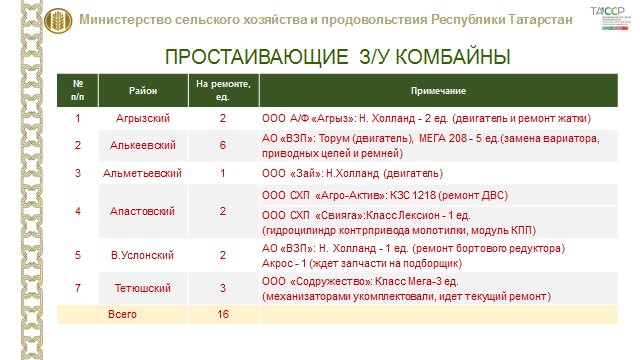 Министерство сельского хозяйства и продовольствия Республики Татарстан
ТАССР
ПРОСТАИВАЮЩИЕ З/У КОМБАЙНЫ
№ п/п Район На ремонте, ед. Примечание
1 Агрызский 2 ООО А/Ф «Агрыз»: Н. Холланд - 2 ед. (двигатель и ремонт жатки)
2 Алькеевский 6 АО «ВЗП»: Торум (двигатель), МЕГА 208 - 5 ед.(замена вариатора,
приводных цепей и ремней)
3 Альметьевский 1 ООО «Зай»: Н.Холланд (двигатель)
4 Апастовский 2 ООО СХП «Агро-Актив»: КЗС 1218 (ремонт ДВС)
ООО СХП «Свияга»:Класс Лексион - 1 ед.
(гидроцилиндр контрпривода молотилки, модуль КПП)
5 В.Услонский 2 АО «ВЗП»: Н. Холланд - 1 ед. (ремонт бортового редуктора)
Акрос - 1 (ждет запчасти на подборщик)
7 Тетюшский 3 ООО «Содружество»: Класс Мега-3 ед.
(механизаторами укомплектовали, идет текущий ремонт)
Всего 16